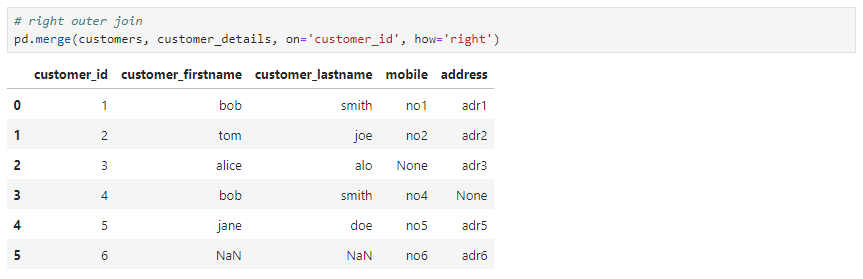 # right outer join
pd.merge(customers, customer_details, on='customer_id', how='right')
customer_id customer_firstname customer_lastname mobile address
0 1 bob smith no1 adr1
1 2 tom joe no2 adr2
2 3 alice alo None adr3
3 4 bob smith no4 None
4 5 jane doe no5 adr5
5 6 NaN NaN no6 adr6